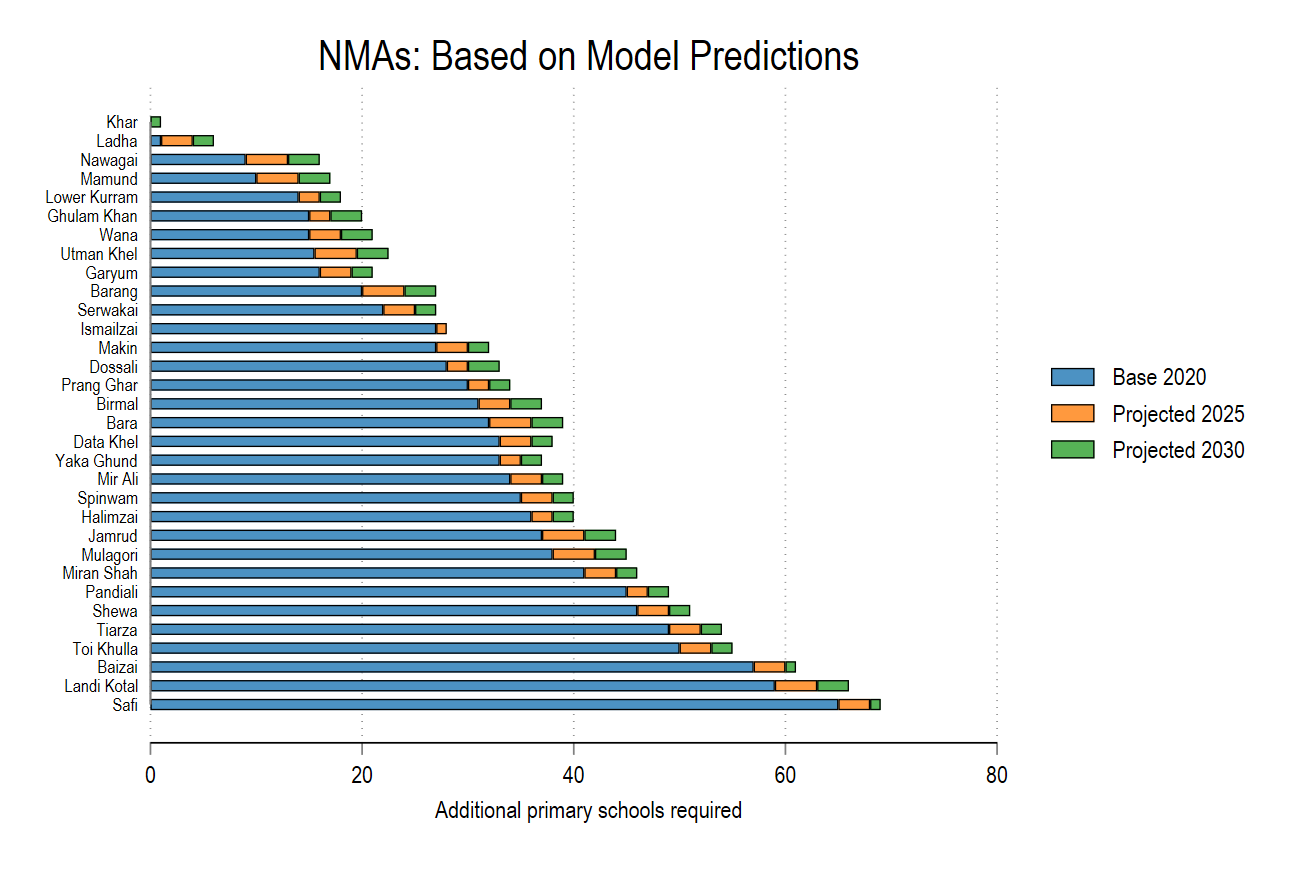 NMAs: Based on Model Predictions
Khar
Ladha
Nawagai
Mamund
Lower Kurram
Ghulam Khan
Wana
Utman Khel
Garyum
Barang
Serwakai
Ismailzai
Makin
Dossali
Prang Ghar
Birmal
Bara
Data Khel
Yaka Ghund
Mir Ali
Spinwam
Halimzai
Jamrud
Mulagori
Miran Shah
Pandiali
Shewa
Tiarza
Toi Khulla
Baizai
Landi Kotal
Safi
0 20 40 60 80
Additional primary schools required
Base 2020
Projected 2025
Projected 2030